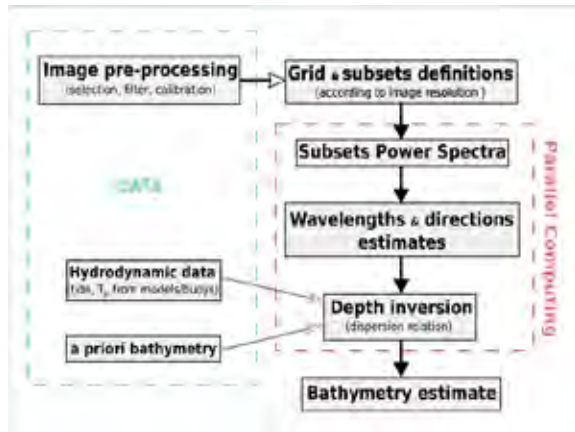 Image pre-processing
(selection, filter, calibration)
Grid & subsets definitions
(according to image resolution )
Subsets Power Spectra
Parallel Computing
DATA
Wavelengths & directions
estimates
Hydrodynamic data
(tide, Tp from models/buoys)
Depth inversion
(dispersion relation)
a priori bathymetry
Bathymetry estimate